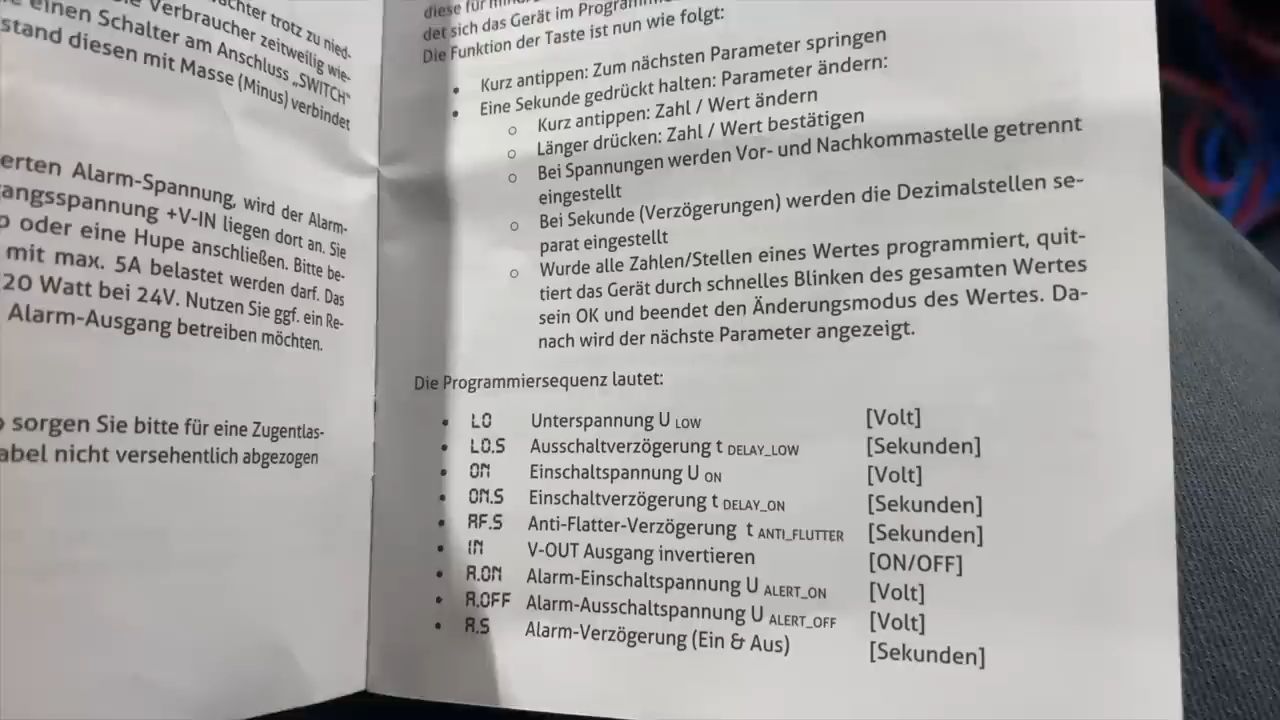 achter trotz zu nied-
Verbraucher zeitweilig wie-
einen Schalter am Anschluss „SWITCH“
stand diesen mit Masse (Minus) verbindet
erten Alarm-Spannung, wird der Alarm-
angsspannung +V-IN liegen dort an. Sie
oder eine Hupe anschließen. Bitte be-
mit max. 5A belastet werden darf. Das
20 Watt bei 24V. Nutzen Sie ggf. ein Re-
Alarm-Ausgang betreiben möchten.
sorgen Sie bitte für eine Zugentlas-
abel nicht versehentlich abgezogen
diese für
det sich das Gerät im
Die Funktion der Taste ist nun wie folgt:
• Kurz antippen: Zum nächsten Parameter springen
• Eine Sekunde gedrückt halten: Parameter ändern:
o Kurz antippen: Zahl / Wert ändern
o Länger drücken: Zahl / Wert bestätigen
o Bei Spannungen werden Vor- und Nachkommastelle getrennt
eingestellt
o Bei Sekunde (Verzögerungen) werden die Dezimalstellen se-
parat eingestellt
o Wurde alle Zahlen/Stellen eines Wertes programmiert, quit-
tiert das Gerät durch schnelles Blinken des gesamten Wertes
sein OK und beendet den Änderungsmodus des Wertes. Da-
nach wird der nächste Parameter angezeigt.
Die Programmiersequenz lautet:
• LO Unterspannung U LOW [Volt]
• LO.S Ausschaltverzögerung t DELAY_LOW [Sekunden]
• ON Einschaltspannung U ON [Volt]
• ON.S Einschaltverzögerung t DELAY_ON [Sekunden]
• AF.S Anti-Flatter-Verzögerung t ANTI_FLUTTER [Sekunden]
• IN V-OUT Ausgang invertieren [ON/OFF]
• A.ON Alarm-Einschaltspannung U ALERT_ON [Volt]
• A.OFF Alarm-Ausschaltspannung U ALERT_OFF [Volt]
• A.S Alarm-Verzögerung (Ein & Aus) [Sekunden]